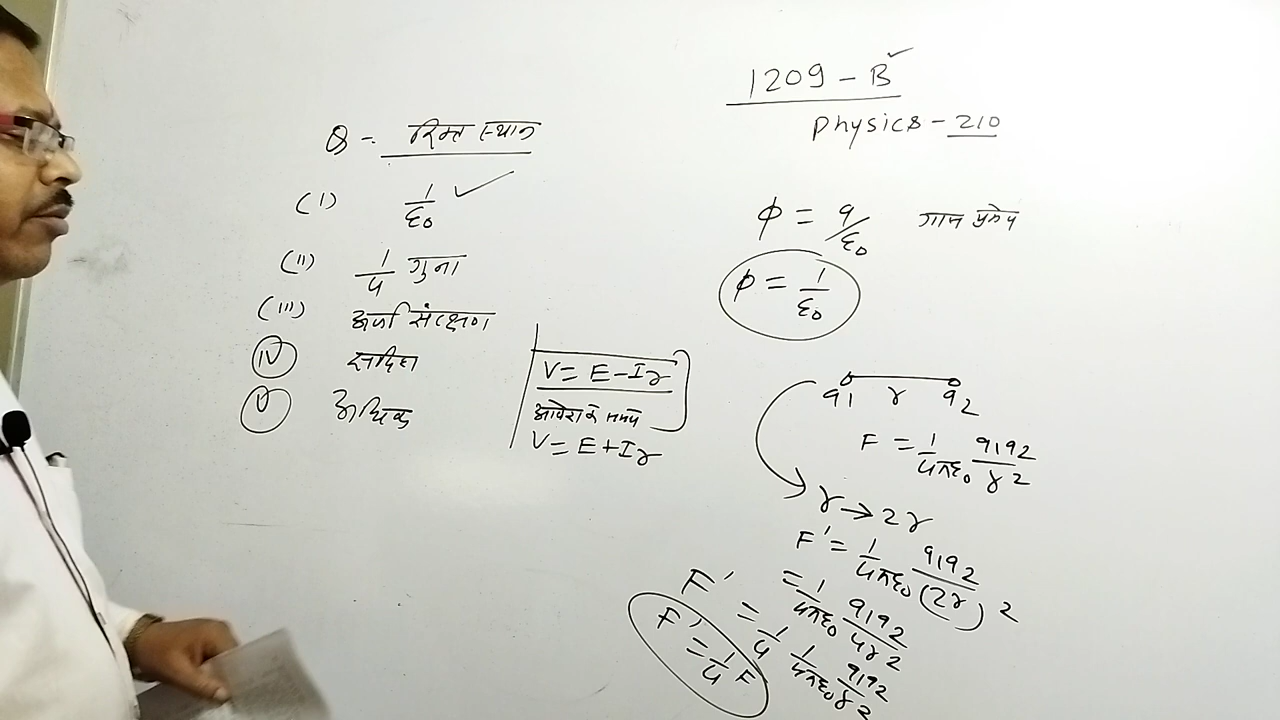 1209 - B ✓
Physics - 210
Q - रिक्त स्थान
(i) 1/ε0 ✓
(ii) 1/4 गुना
(iii) ऊर्जा संरक्षण
(iv) सदिश
(v) अधिक
V = E - Ir
आवेश के समय
V = E + Ir
φ = q/ε0 गास प्रमेय
φ = 1/ε0
q1 r q2
F = 1/4πε0 q1q2/r2
r → 2r
F' = 1/4πε0 q1q2/(2r)2
= 1/4πε0 q1q2/4r2
F' = 1/4 1/4πε0 q1q2/r2
F' = 1/4 F